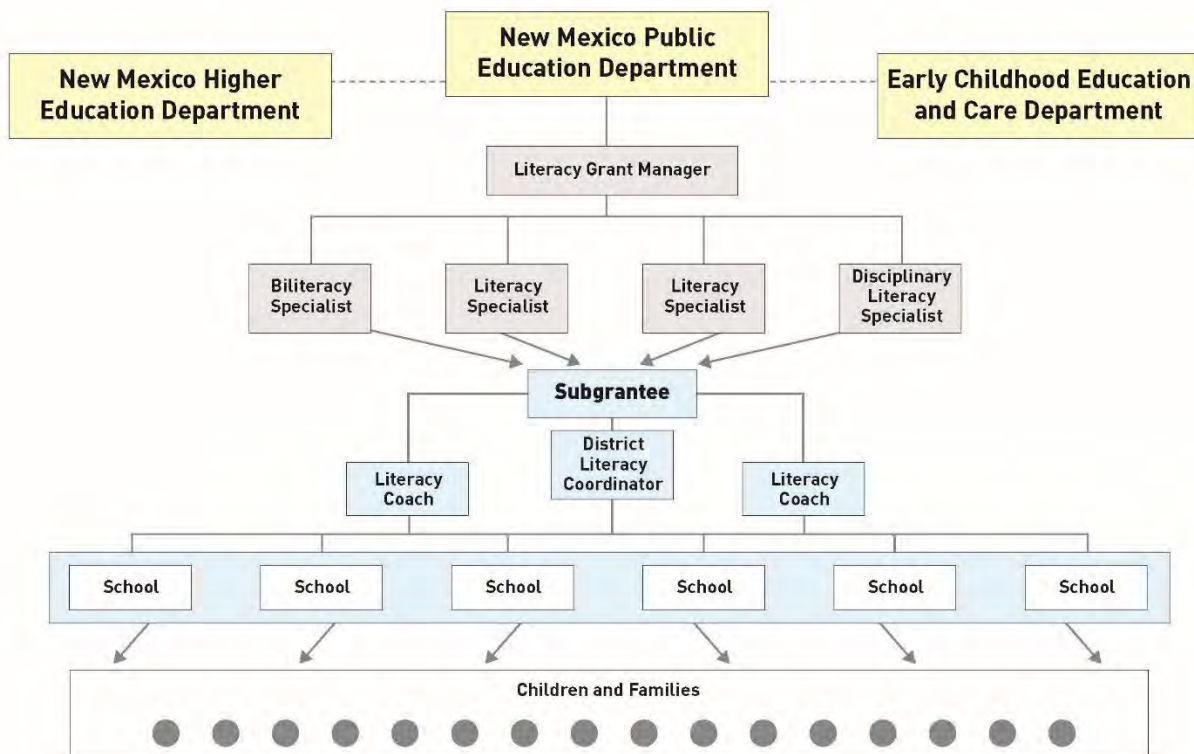 New Mexico Public
Education Department
New Mexico Higher
Education Department
Early Childhood Education
and Care Department
Literacy Grant Manager
Biliteracy
Specialist
Literacy
Specialist
Literacy
Specialist
Disciplinary
Literacy
Specialist
Subgrantee
Literacy
Coach
District
Literacy
Coordinator
Literacy
Coach
School
School
School
School
School
School
Children and Families